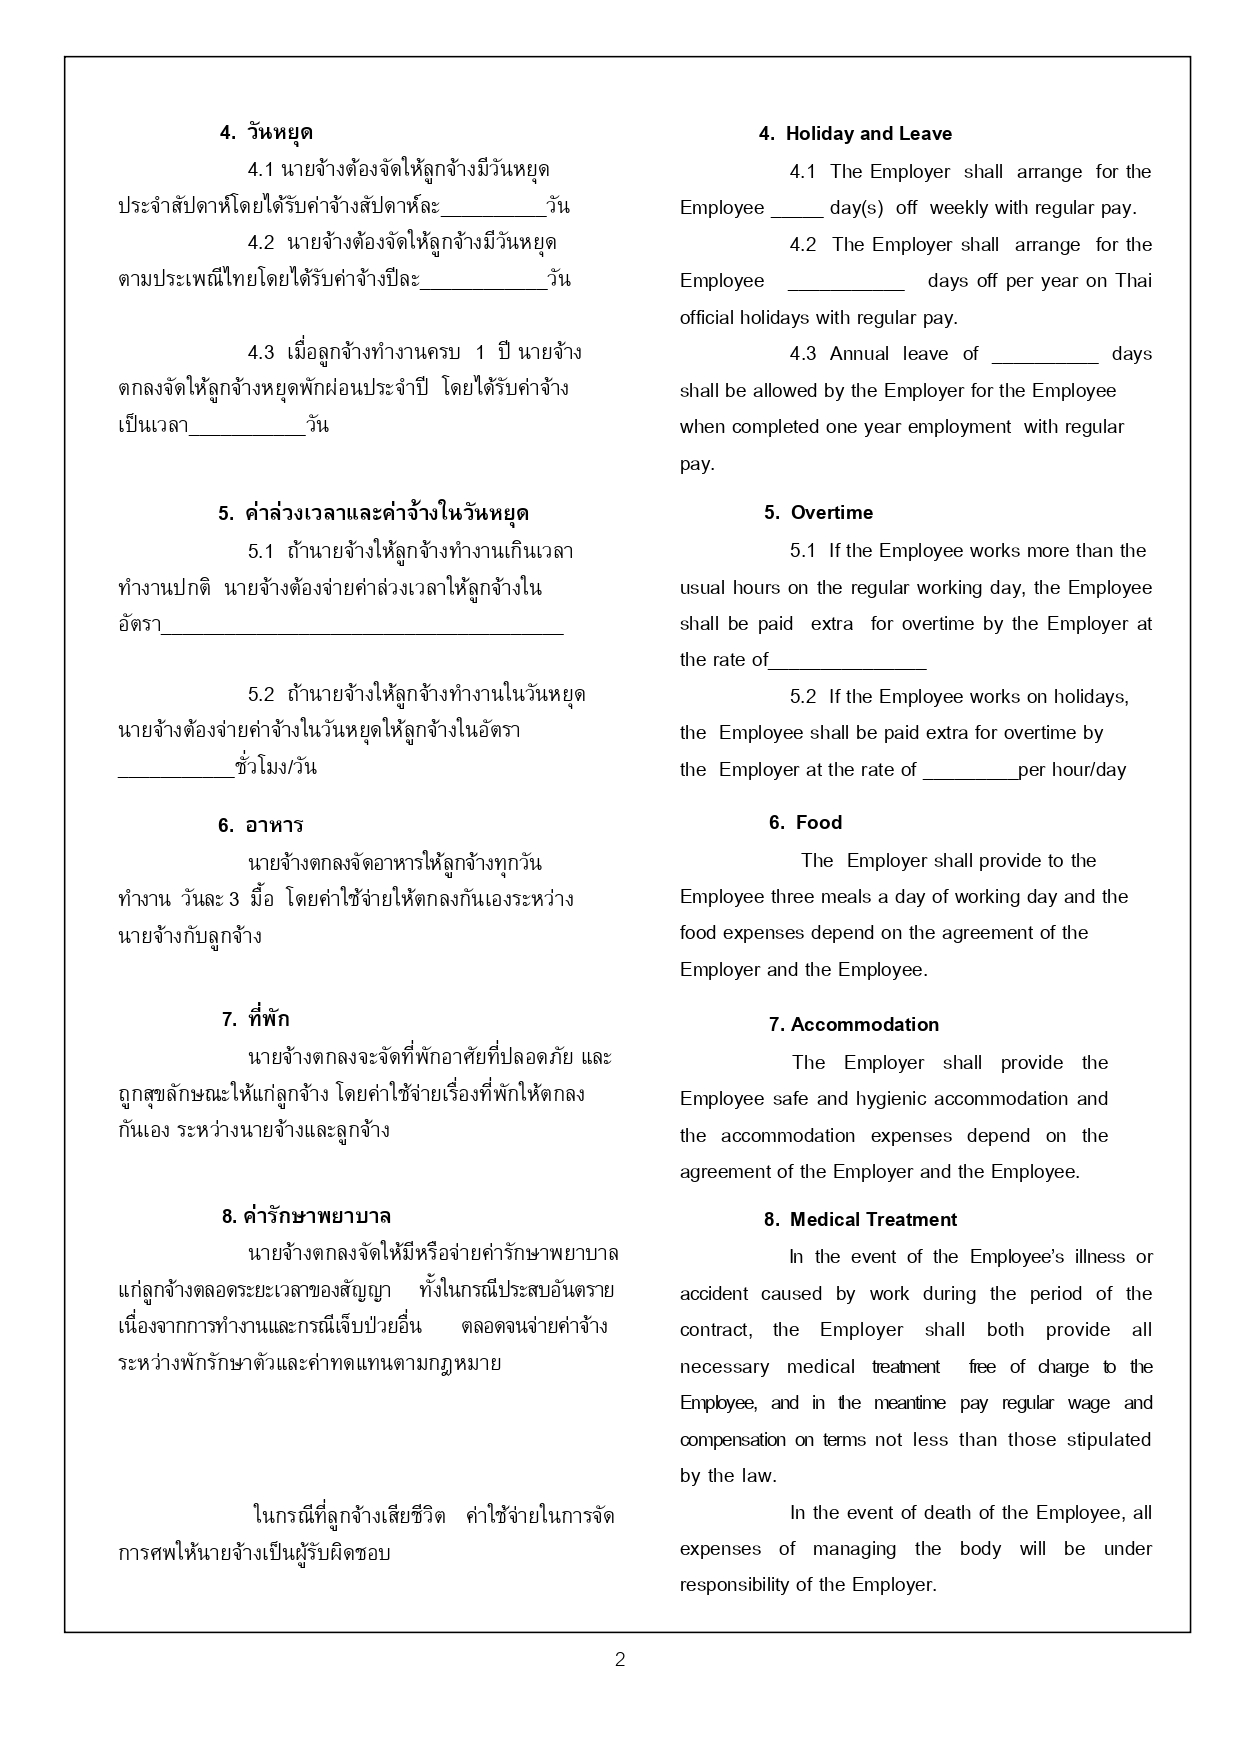 4. วันหยุด
4.1 นายจ้างต้องจัดให้ลูกจ้างมีวันหยุด
ประจำสัปดาห์โดยได้รับค่าจ้างสัปดาห์ละ__________วัน
4.2 นายจ้างต้องจัดให้ลูกจ้างมีวันหยุด
ตามประเพณีไทยโดยได้รับค่าจ้างปีละ____________วัน
4.3 เมื่อลูกจ้างทำงานครบ 1 ปี นายจ้าง
ตกลงจัดให้ลูกจ้างหยุดพักผ่อนประจำปี โดยได้รับค่าจ้าง
เป็นเวลา___________วัน
5. ค่าล่วงเวลาและค่าจ้างในวันหยุด
5.1 ถ้านายจ้างให้ลูกจ้างทำงานเกินเวลา
ทำงานปกติ นายจ้างต้องจ่ายค่าล่วงเวลาให้ลูกจ้างใน
อัตรา______________________________________
5.2 ถ้านายจ้างให้ลูกจ้างทำงานในวันหยุด
นายจ้างต้องจ่ายค่าจ้างในวันหยุดให้ลูกจ้างในอัตรา
___________ชั่วโมง/วัน
6. อาหาร
นายจ้างตกลงจัดอาหารให้ลูกจ้างทุกวัน
ทำงาน วันละ 3 มื้อ โดยค่าใช้จ่ายให้ตกลงกันเองระหว่าง
นายจ้างกับลูกจ้าง
7. ที่พัก
นายจ้างตกลงจะจัดที่พักอาศัยที่ปลอดภัย และ
ถูกสุขลักษณะให้แก่ลูกจ้าง โดยค่าใช้จ่ายเรื่องที่พักให้ตกลง
กันเอง ระหว่างนายจ้างและลูกจ้าง
8. ค่ารักษาพยาบาล
นายจ้างตกลงจัดให้มีหรือจ่ายค่ารักษาพยาบาล
แก่ลูกจ้างตลอดระยะเวลาของสัญญา ทั้งในกรณีประสบอันตราย
เนื่องจากการทำงานและกรณีเจ็บป่วยอื่น ตลอดจนจ่ายค่าจ้าง
ระหว่างพักรักษาตัวและค่าทดแทนตามกฎหมาย
ในกรณีที่ลูกจ้างเสียชีวิต ค่าใช้จ่ายในการจัด
การศพให้นายจ้างเป็นผู้รับผิดชอบ
4. Holiday and Leave
4.1 The Employer shall arrange for the
Employee _____ day(s) off weekly with regular pay.
4.2 The Employer shall arrange for the
Employee ___________ days off per year on Thai
official holidays with regular pay.
4.3 Annual leave of __________ days
shall be allowed by the Employer for the Employee
when completed one year employment with regular
pay.
5. Overtime
5.1 If the Employee works more than the
usual hours on the regular working day, the Employee
shall be paid extra for overtime by the Employer at
the rate of_______________
5.2 If the Employee works on holidays,
the Employee shall be paid extra for overtime by
the Employer at the rate of _________per hour/day
6. Food
The Employer shall provide to the
Employee three meals a day of working day and the
food expenses depend on the agreement of the
Employer and the Employee.
7. Accommodation
The Employer shall provide the
Employee safe and hygienic accommodation and
the accommodation expenses depend on the
agreement of the Employer and the Employee.
8. Medical Treatment
In the event of the Employee’s illness or
accident caused by work during the period of the
contract, the Employer shall both provide all
necessary medical treatment free of charge to the
Employee, and in the meantime pay regular wage and
compensation on terms not less than those stipulated
by the law.
In the event of death of the Employee, all
expenses of managing the body will be under
responsibility of the Employer.
2